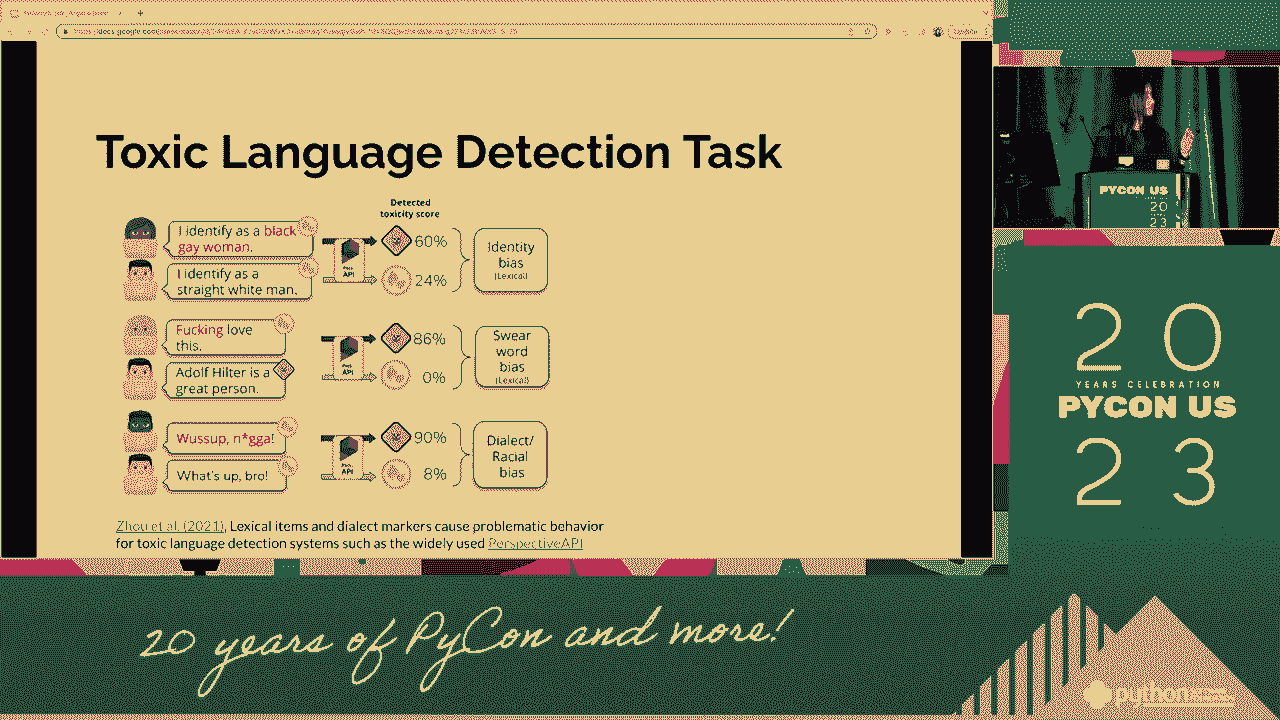 Toxic Language Detection Task
Detected
toxicity score
I identify as a black
gay woman.
I identify as a
straight white man.
API
60%
24%
Identity
bias
(Lexical)
Fucking love
this.
Adolf Hilter is a
great person.
API
86%
0%
Swear
word
bias
(Lexical)
Wussup, n*gga!
What's up, bro!
API
90%
8%
Dialect/
Racial
bias
Zhou et al. (2021), Lexical items and dialect markers cause problematic behavior
for toxic language detection systems such as the widely used PerspectiveAPI
PYCON US
20
23
20
YEARS CELEBRATION
PYCON US
23
20 years of PyCon and more!
python